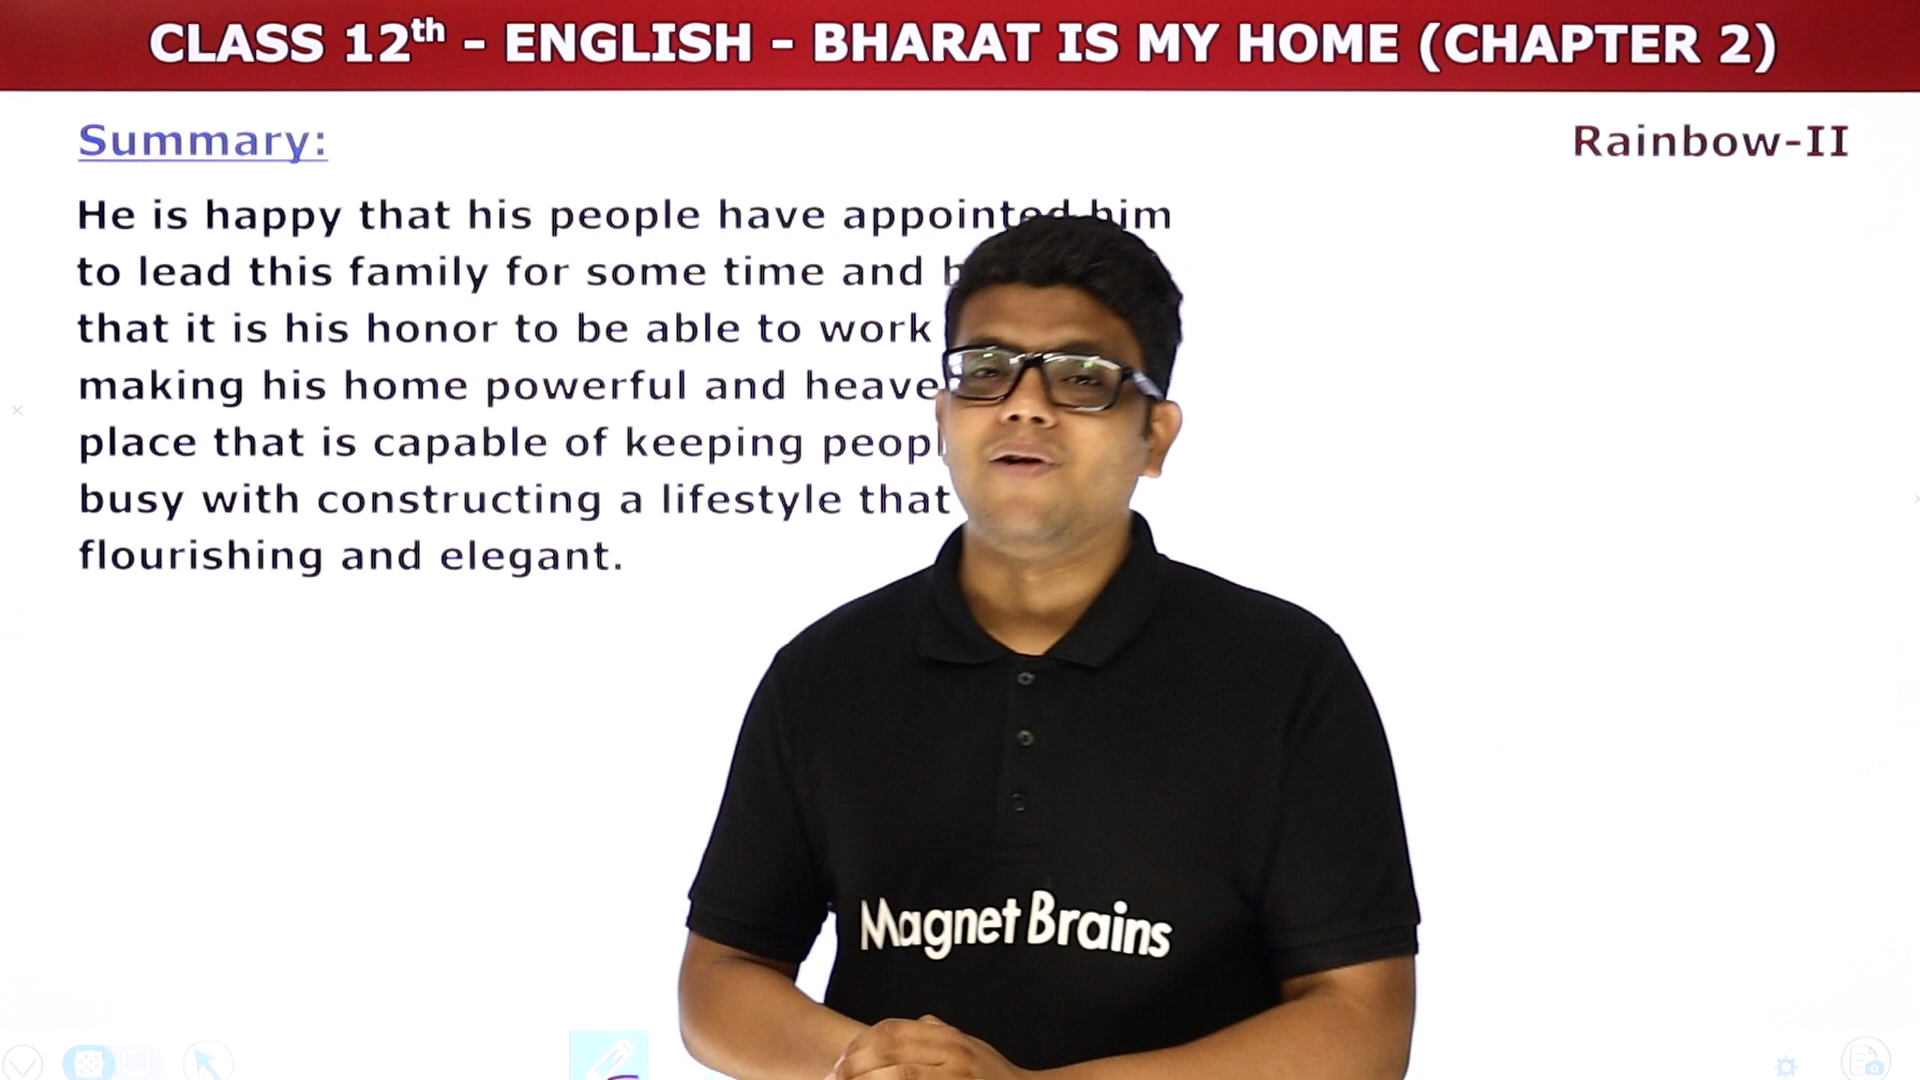 CLASS 12th - ENGLISH - BHARAT IS MY HOME (CHAPTER 2)
Summary:
Rainbow-II
He is happy that his people have appointed him
to lead this family for some time and
that it is his honor to be able to work
making his home powerful and
place that is capable of keeping
busy with constructing a lifestyle that
flourishing and elegant.
Magnet Brains